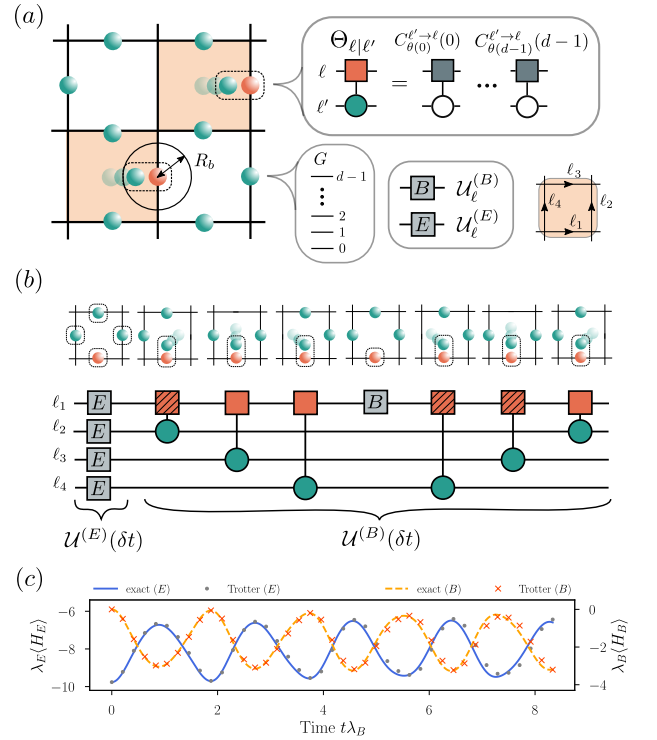 (a)
Θ_{ℓ|ℓ'} C^{ℓ'→ℓ}_{θ(0)}(0) C^{ℓ'→ℓ}_{θ(d−1)}(d−1)
ℓ = ...
ℓ'
R_b
G
d−1
⋮
2
1
0
B 𝒰_ℓ^{(B)}
E 𝒰_ℓ^{(E)}
ℓ_3
ℓ_4 ℓ_2
ℓ_1
(b)
ℓ_1 E B
ℓ_2 E
ℓ_3 E
ℓ_4 E
𝒰^{(E)}(δt) 𝒰^{(B)}(δt)
(c)
exact (E) Trotter (E) exact (B) Trotter (B)
λ_E⟨H_E⟩
−6
−8
−10
0
−2
−4
λ_B⟨H_B⟩
0 2 4 6 8
Time tλ_B